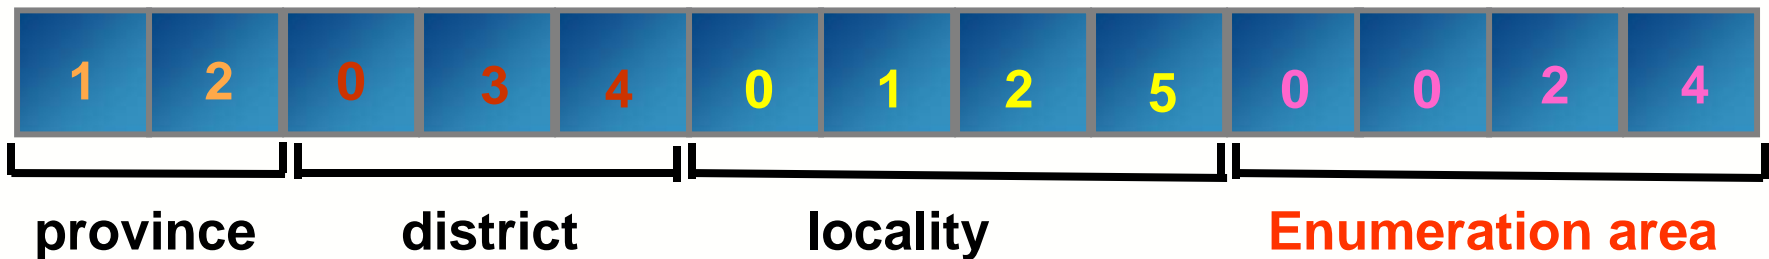 1 2 0 3 4 0 1 2 5 0 0 2 4
province district locality Enumeration area